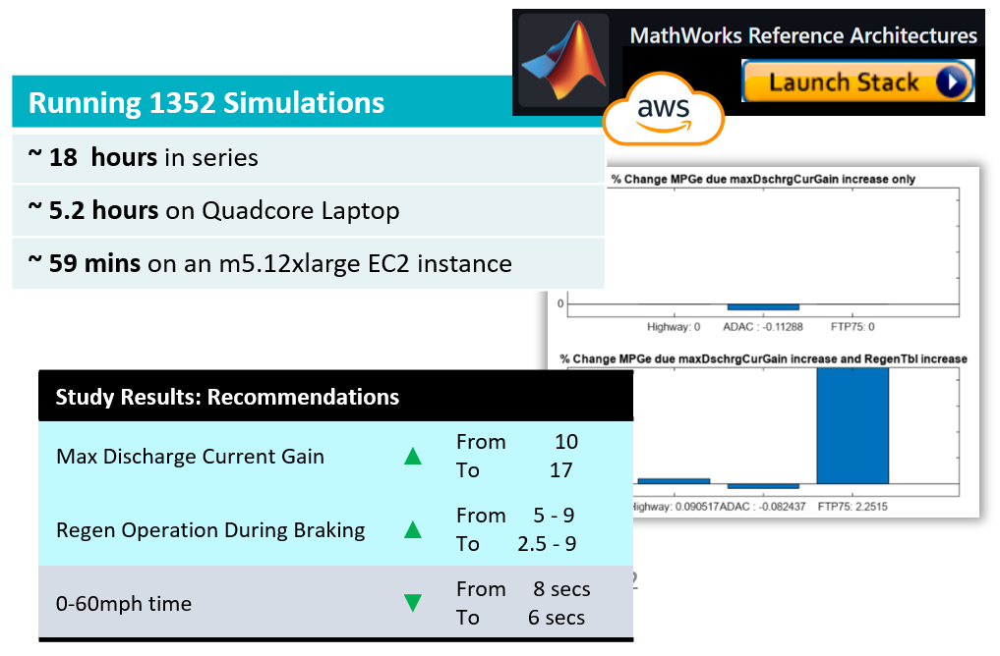 MathWorks Reference Architectures
Launch Stack
aws
Running 1352 Simulations
~ 18 hours in series
~ 5.2 hours on Quadcore Laptop
~ 59 mins on an m5.12xlarge EC2 instance
% Change MPGe due maxDschrgCurGain increase only
0
Highway: 0 ADAC : -0.11288 FTP75: 0
% Change MPGe due maxDschrgCurGain increase and RegenTbl increase
Highway: 0.090517ADAC : -0.082437 FTP75: 2.2515
Study Results: Recommendations
Max Discharge Current Gain ▲ From 10
To 17
Regen Operation During Braking ▲ From 5 - 9
To 2.5 - 9
0-60mph time ▼ From 8 secs
To 6 secs